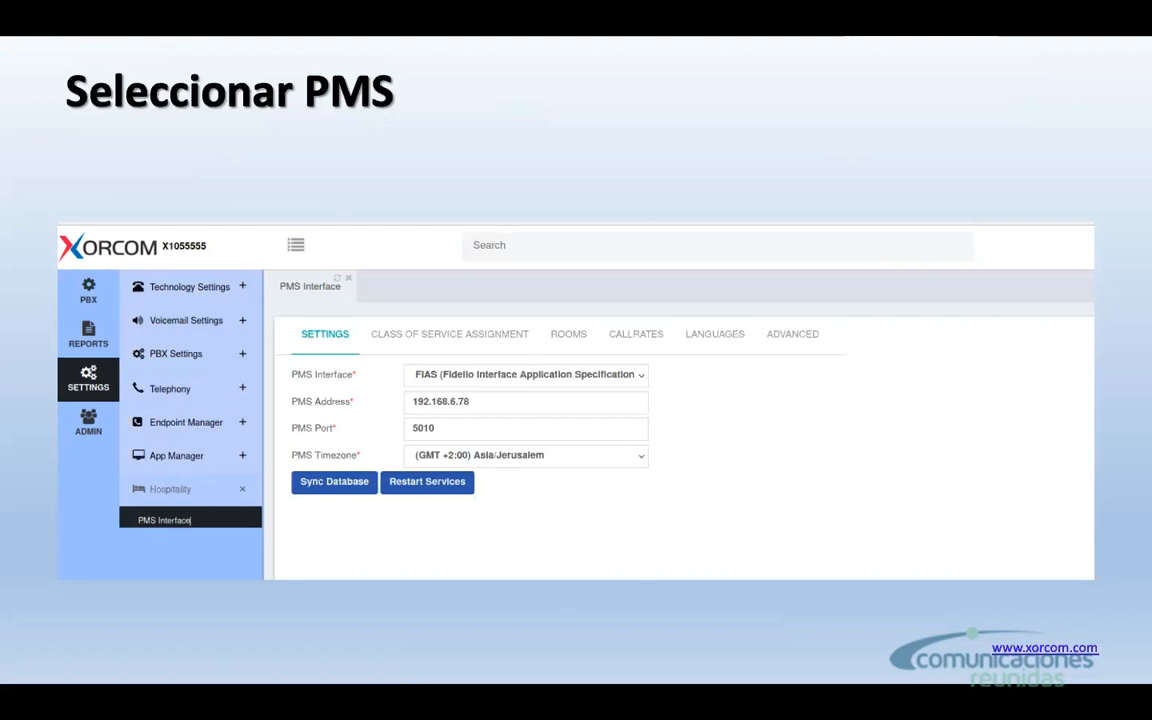 Seleccionar PMS
XORCOM X1055555
Search
PBX
REPORTS
SETTINGS
ADMIN
Technology Settings +
Voicemail Settings +
PBX Settings +
Telephony +
Endpoint Manager +
App Manager +
Hospitality ×
PMS Interface
PMS Interface
SETTINGS CLASS OF SERVICE ASSIGNMENT ROOMS CALLRATES LANGUAGES ADVANCED
PMS Interface* FIAS (Fidelio Interface Application Specification
PMS Address* 192.168.6.78
PMS Port* 5010
PMS Timezone* (GMT +2:00) Asia/Jerusalem
Sync Database Restart Services
www.xorcom.com
comunicaciones
reunidas